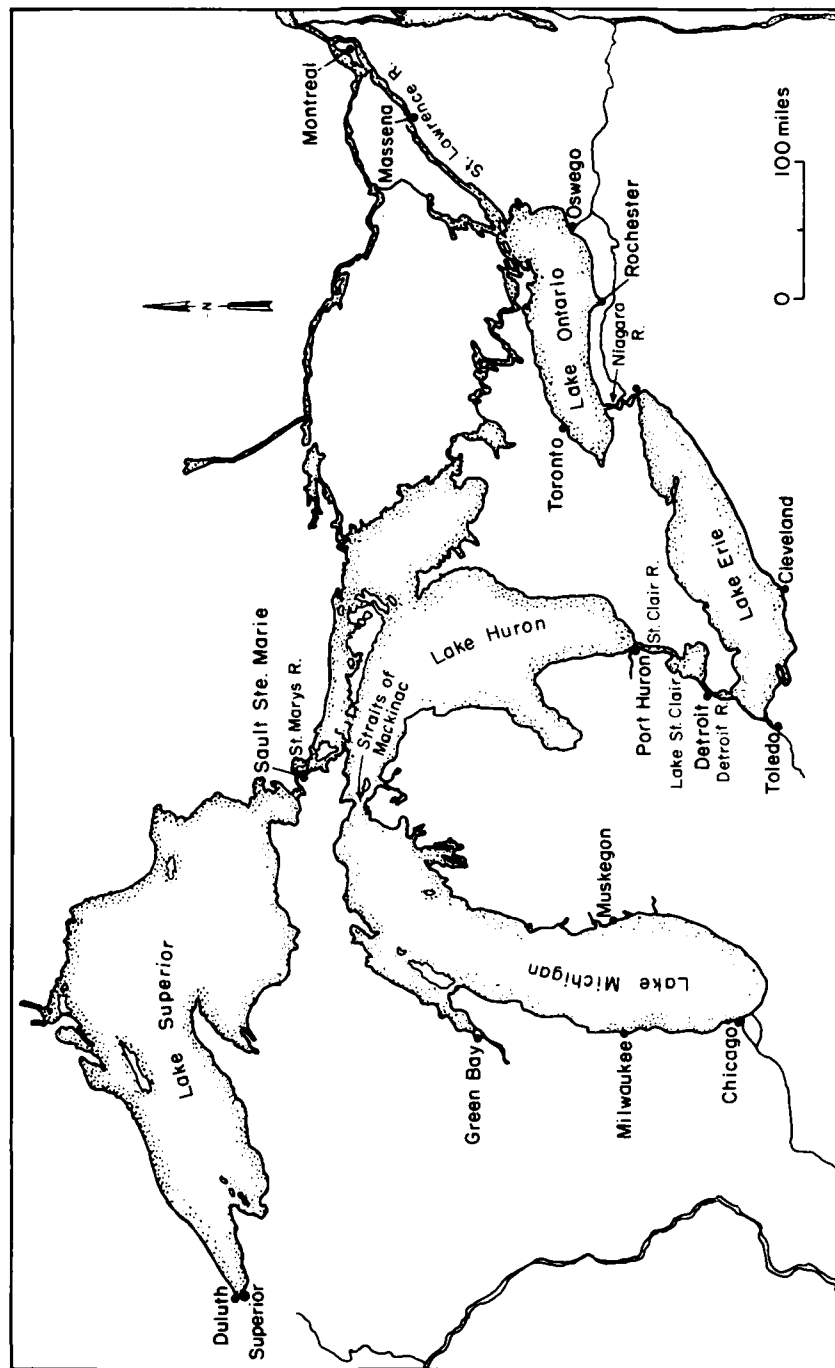 Duluth
Superior
Lake Superior
Sault Ste. Marie
St. Marys R.
Straits of
Mackinac
Green Bay
Milwaukee
Chicago
Lake Michigan
Muskegon
Lake Huron
Port Huron
St. Clair R.
Lake St. Clair
Detroit
Detroit R.
Toledo
Lake Erie
Cleveland
Toronto
Lake Ontario
Niagara
R.
Rochester
Oswego
Montreal
Massena
St. Lawrence R.
N
0 100 miles